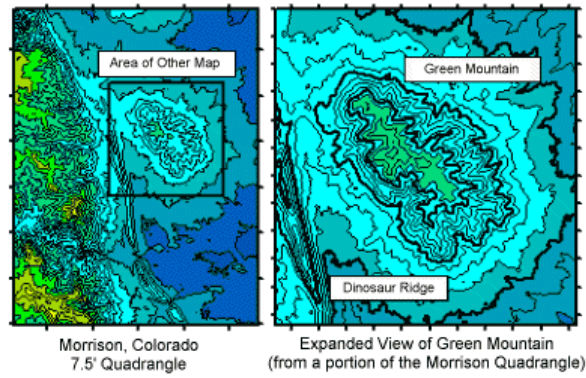 Area of Other Map
Green Mountain
Dinosaur Ridge
Morrison, Colorado
7.5' Quadrangle
Expanded View of Green Mountain
(from a portion of the Morrison Quadrangle)